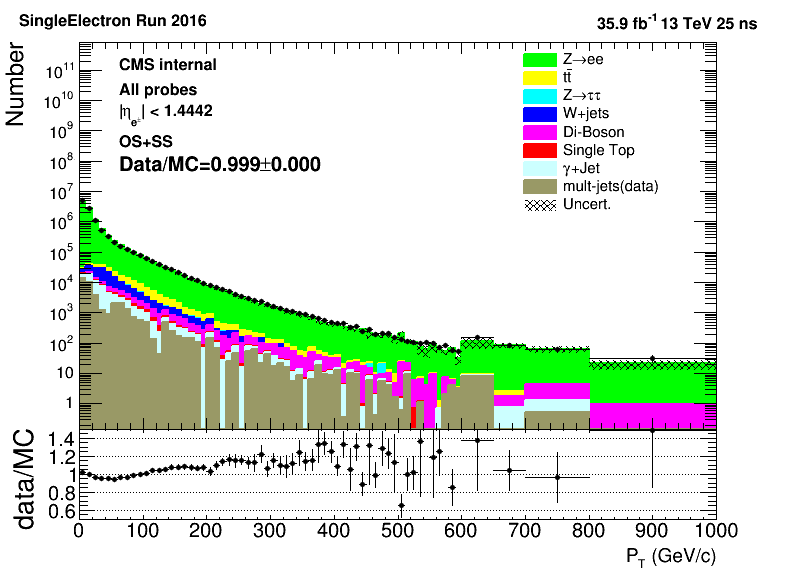 SingleElectron Run 2016
35.9 fb⁻¹ 13 TeV 25 ns
Number
CMS internal
All probes
|η_e±| < 1.4442
OS+SS
Data/MC=0.999±0.000
Z→ee
tt̄
Z→ττ
W+jets
Di-Boson
Single Top
γ+Jet
mult-jets(data)
Uncert.
10¹¹
10¹⁰
10⁹
10⁸
10⁷
10⁶
10⁵
10⁴
10³
10²
10
1
data/MC
1.4
1.2
1
0.8
0.6
0 100 200 300 400 500 600 700 800 900 1000
P_T (GeV/c)